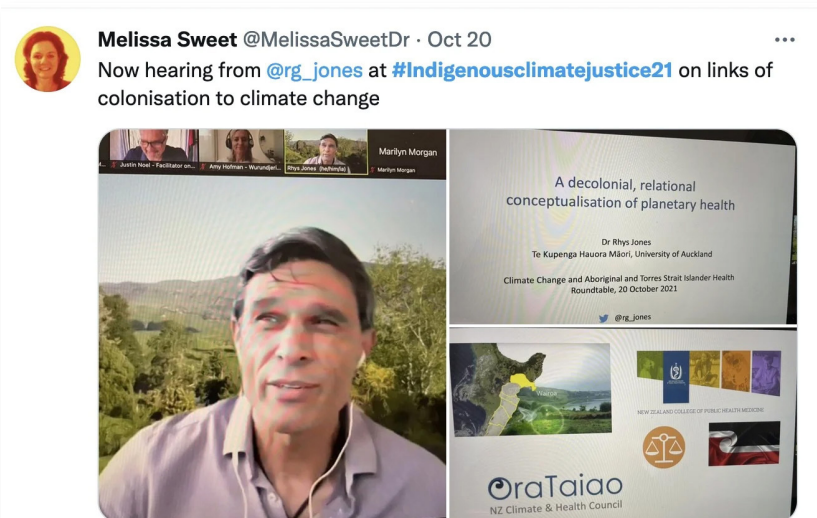 Melissa Sweet @MelissaSweetDr · Oct 20
Now hearing from @rg_jones at #Indigenousclimatejustice21 on links of
colonisation to climate change
Justin Noel - Facilitator on...
Amy Hofman - Wurundjeri...
Rhys Jones (he/him/ia)
Marilyn Morgan
Marilyn Morgan
A decolonial, relational
conceptualisation of planetary health
Dr Rhys Jones
Te Kupenga Hauora Māori, University of Auckland
Climate Change and Aboriginal and Torres Strait Islander Health
Roundtable, 20 October 2021
@rg_jones
Wairoa
NEW ZEALAND COLLEGE OF PUBLIC HEALTH MEDICINE
OraTaiao
NZ Climate & Health Council